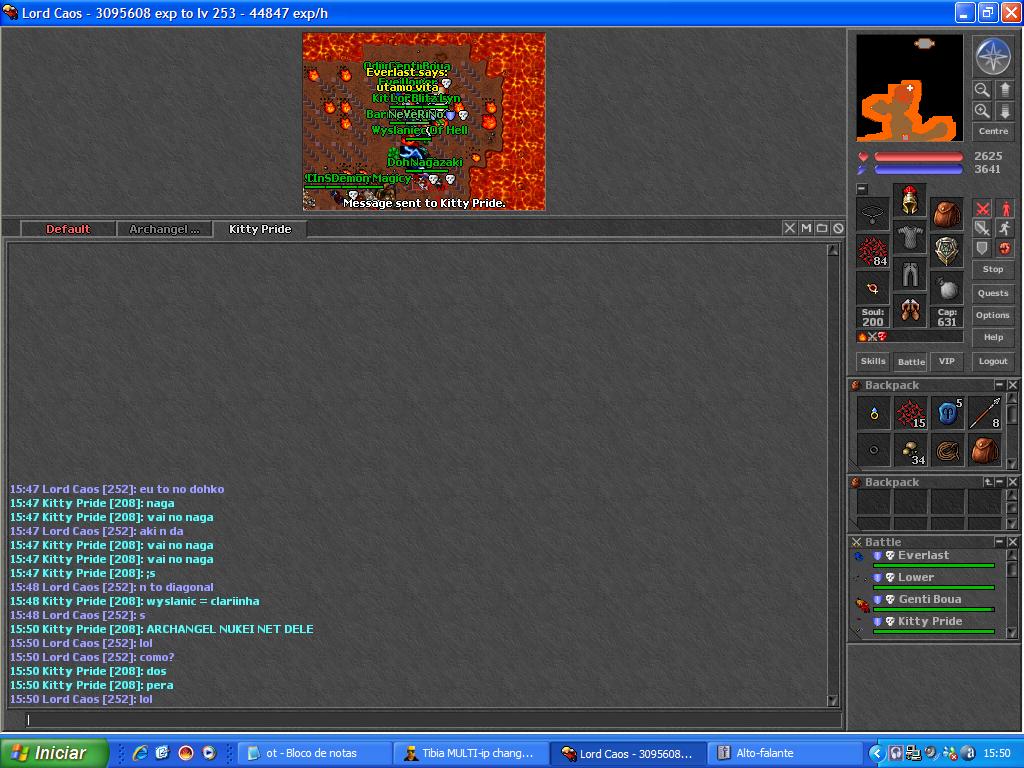 Lord Caos - 3095608 exp to lv 253 - 44847 exp/h
Genti Boua
Everlast says:
utamo vita
Wyslaniec Of Hell
DohNagazaki
Message sent to Kitty Pride.
Centre
2625
3641
84
Soul:
200
Cap:
631
Stop
Quests
Options
Help
Skills
Battle
VIP
Logout
Default
Archangel ...
Kitty Pride
Backpack
15
5
8
34
Backpack
Battle
Everlast
Lower
Genti Boua
Kitty Pride
15:47 Lord Caos [252]: eu to no dohko
15:47 Kitty Pride [208]: naga
15:47 Kitty Pride [208]: vai no naga
15:47 Lord Caos [252]: aki n da
15:47 Kitty Pride [208]: vai no naga
15:47 Kitty Pride [208]: vai no naga
15:47 Kitty Pride [208]: ;s
15:48 Lord Caos [252]: n to diagonal
15:48 Kitty Pride [208]: wyslanic = clariinha
15:48 Lord Caos [252]: s
15:50 Kitty Pride [208]: ARCHANGEL NUKEI NET DELE
15:50 Lord Caos [252]: lol
15:50 Lord Caos [252]: como?
15:50 Kitty Pride [208]: dos
15:50 Kitty Pride [208]: pera
15:50 Lord Caos [252]: lol
Iniciar
ot - Bloco de notas
Tibia MULTI-ip chang...
Lord Caos - 3095608...
Alto-falante
15:50